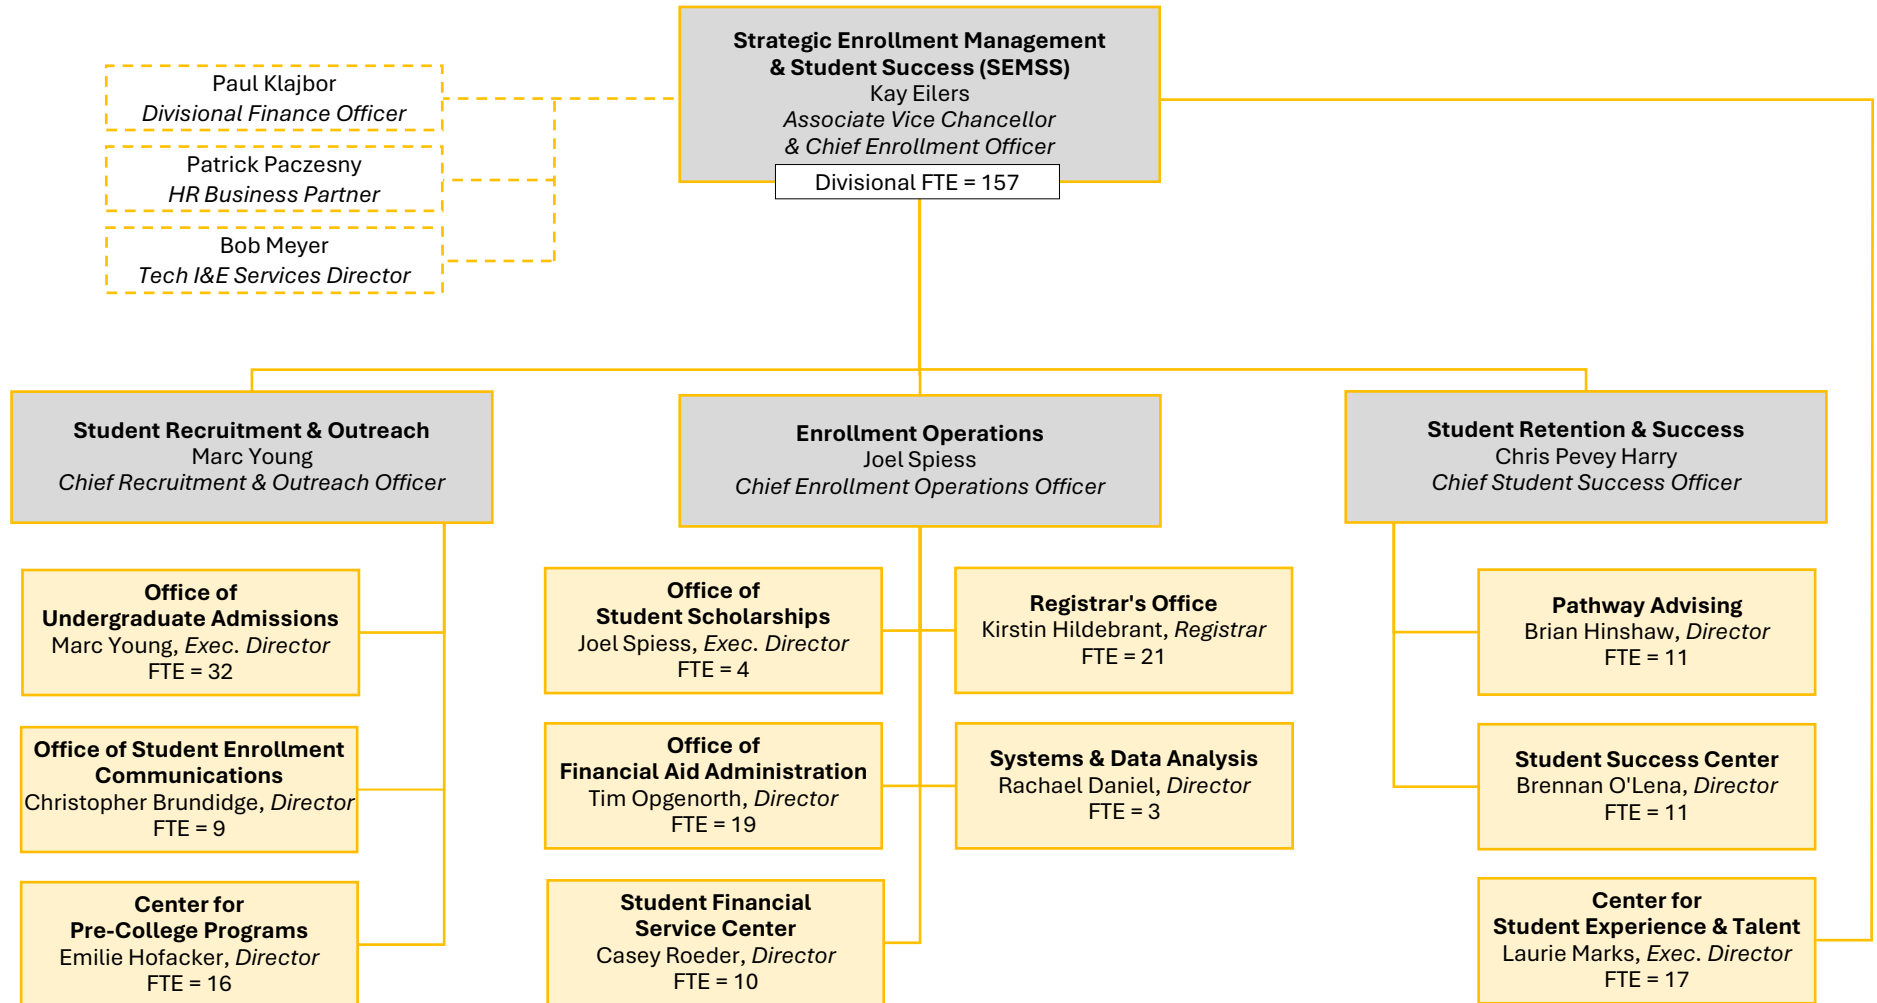 Strategic Enrollment Management
& Student Success (SEMSS)
Kay Eilers
Associate Vice Chancellor
& Chief Enrollment Officer
Divisional FTE = 157
Paul Klajbor
Divisional Finance Officer
Patrick Paczesny
HR Business Partner
Bob Meyer
Tech I&E Services Director
Student Recruitment & Outreach
Marc Young
Chief Recruitment & Outreach Officer
Enrollment Operations
Joel Spiess
Chief Enrollment Operations Officer
Student Retention & Success
Chris Pevey Harry
Chief Student Success Officer
Office of
Undergraduate Admissions
Marc Young, Exec. Director
FTE = 32
Office of Student Enrollment
Communications
Christopher Brundidge, Director
FTE = 9
Center for
Pre-College Programs
Emilie Hofacker, Director
FTE = 16
Office of
Student Scholarships
Joel Spiess, Exec. Director
FTE = 4
Office of
Financial Aid Administration
Tim Opgenorth, Director
FTE = 19
Student Financial
Service Center
Casey Roeder, Director
FTE = 10
Registrar's Office
Kirstin Hildebrant, Registrar
FTE = 21
Systems & Data Analysis
Rachael Daniel, Director
FTE = 3
Pathway Advising
Brian Hinshaw, Director
FTE = 11
Student Success Center
Brennan O'Lena, Director
FTE = 11
Center for
Student Experience & Talent
Laurie Marks, Exec. Director
FTE = 17